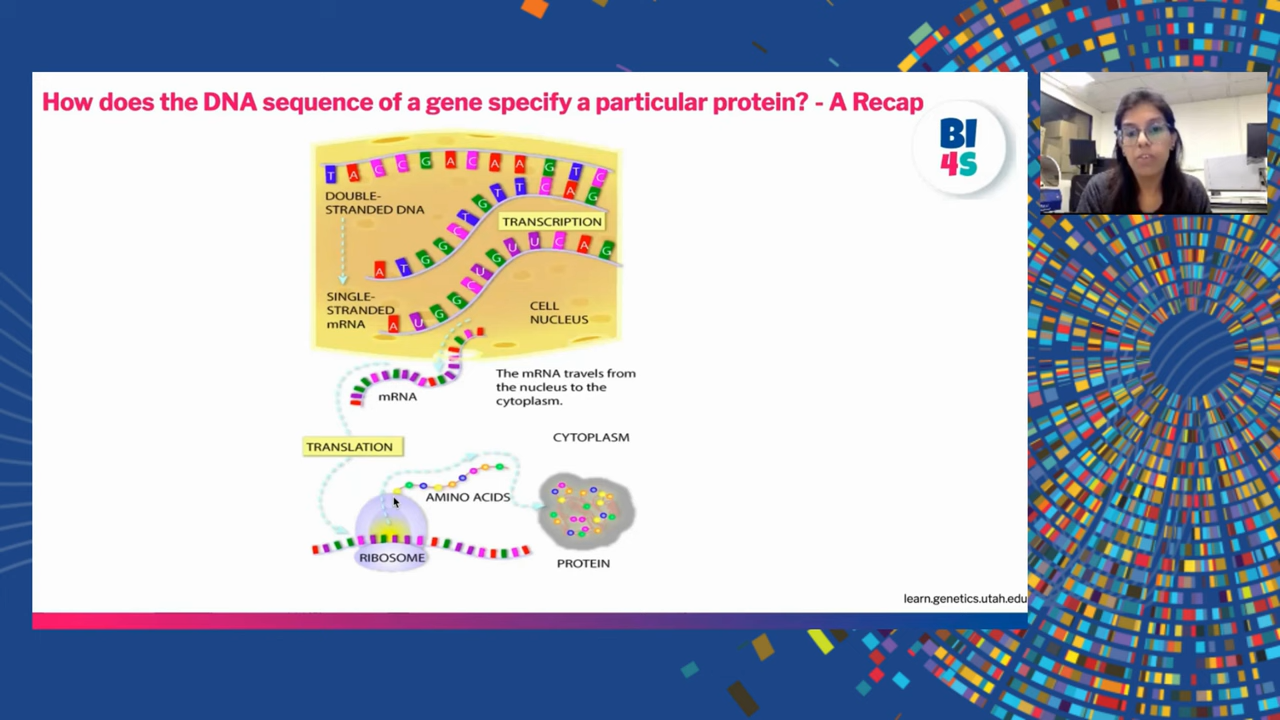 How does the DNA sequence of a gene specify a particular protein? - A Recap
BI
4S
T A C C G A C A A G T C
DOUBLE-
STRANDED DNA
A T G G C T G T T C A G
TRANSCRIPTION
SINGLE-
STRANDED
mRNA
A U G G C U G U U C A G
CELL
NUCLEUS
mRNA
The mRNA travels from
the nucleus to the
cytoplasm.
TRANSLATION
CYTOPLASM
AMINO ACIDS
RIBOSOME
PROTEIN
learn.genetics.utah.edu